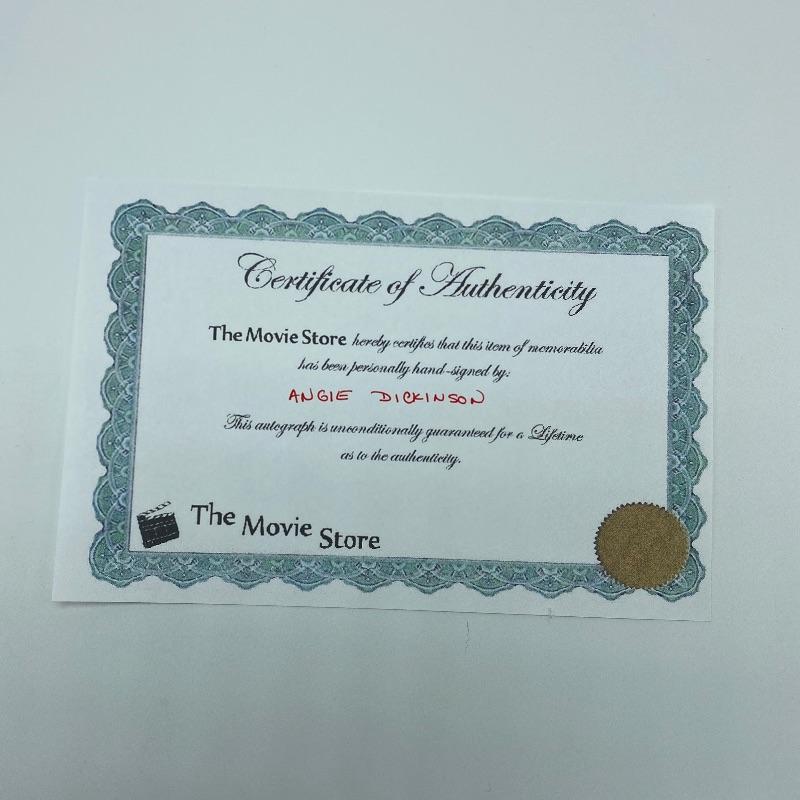 Certificate of Authenticity
The Movie Store hereby certifies that this item of memorabilia
has been personally hand-signed by:
ANGIE DICKINSON
This autograph is unconditionally guaranteed for a Lifetime
as to the authenticity.
The Movie Store